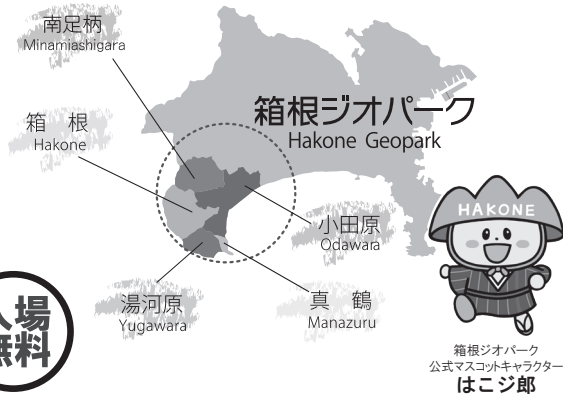 南足柄
Minamiashigara
箱根ジオパーク
Hakone Geopark
箱 根
Hakone
HAKONE
小田原
Odawara
湯河原
Yugawara
真 鶴
Manazuru
入場
無料
箱根ジオパーク
公式マスコットキャラクター
はこジ郎